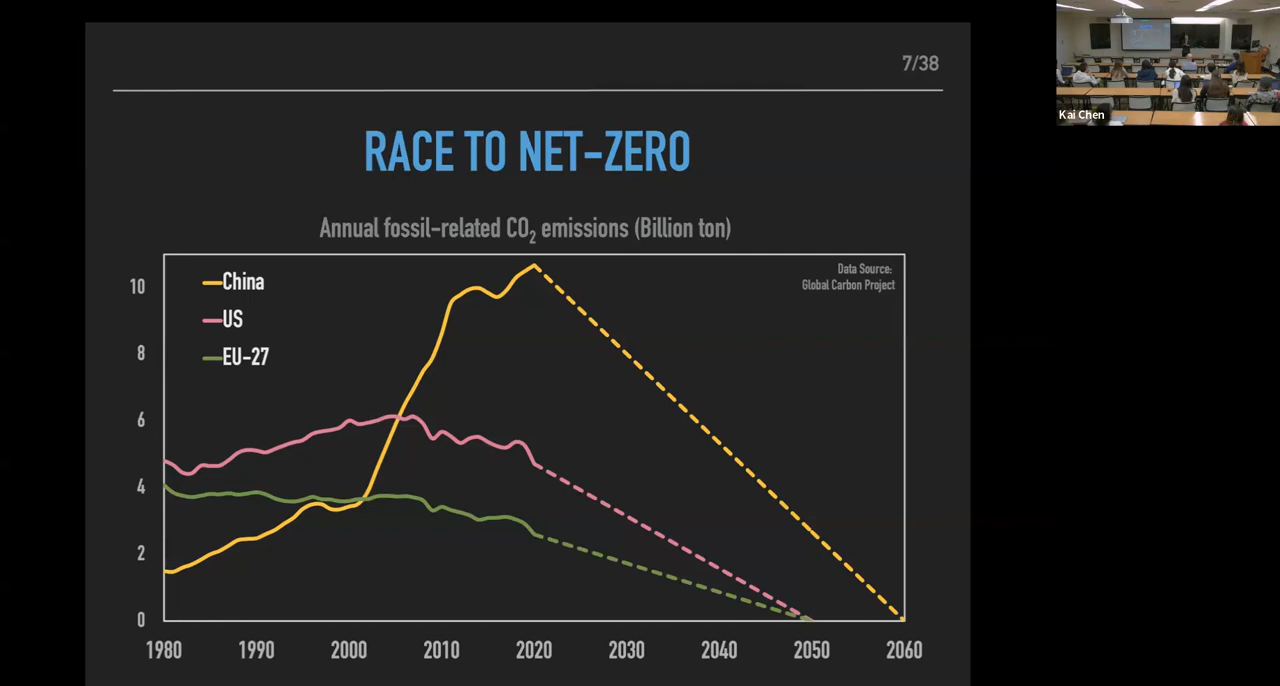 7/38
RACE TO NET-ZERO
Annual fossil-related CO₂ emissions (Billion ton)
China
US
EU-27
Data Source:
Global Carbon Project
10
8
6
4
2
0
1980 1990 2000 2010 2020 2030 2040 2050 2060
Kai Chen